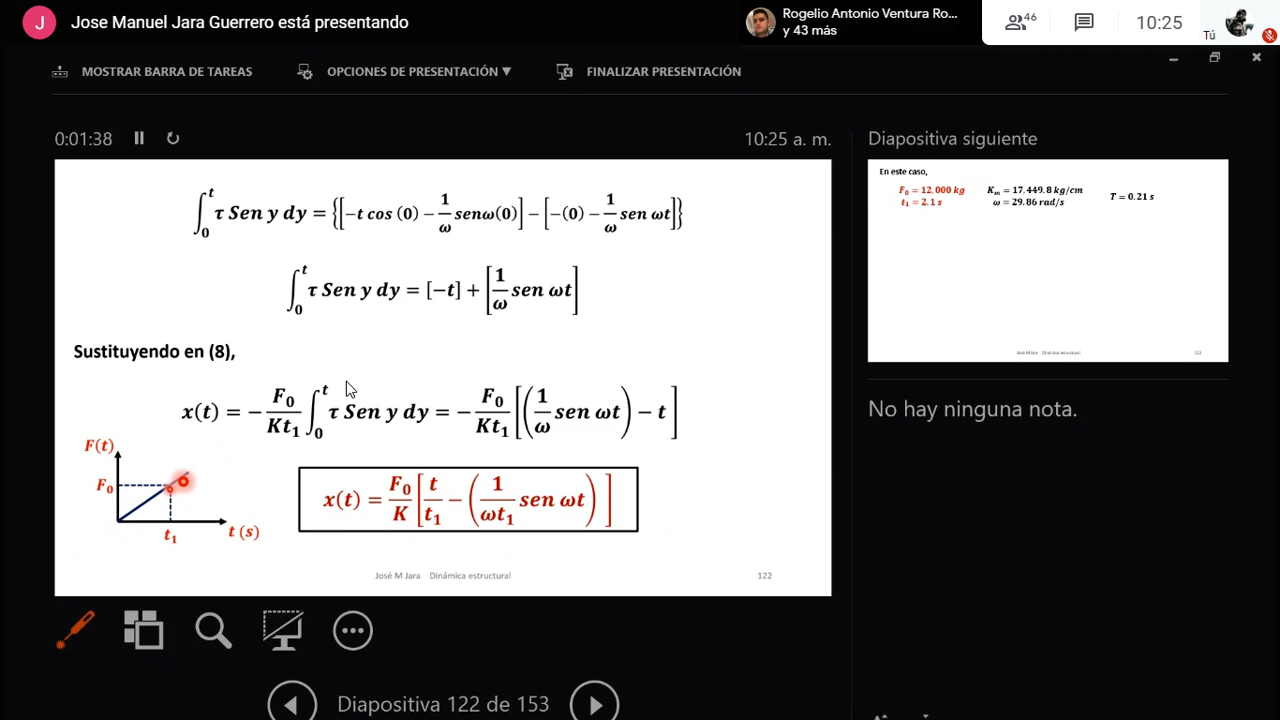 J Jose Manuel Jara Guerrero está presentando
Rogelio Antonio Ventura Ro...
y 43 más
46
10:25
Tú
MOSTRAR BARRA DE TAREAS
OPCIONES DE PRESENTACIÓN ▼
FINALIZAR PRESENTACIÓN
0:01:38
10:25 a. m.
∫₀ᵗ τ Sen y dy = {[−t cos (0) − 1/ω senω(0)] − [−(0) − 1/ω sen ωt]}
∫₀ᵗ τ Sen y dy = [−t] + [1/ω sen ωt]
Sustituyendo en (8),
x(t) = − F₀/Kt₁ ∫₀ᵗ τ Sen y dy = − F₀/Kt₁ [(1/ω sen ωt) − t]
F(t)
F₀
t₁
t (s)
x(t) = F₀/K [t/t₁ − (1/ωt₁ sen ωt)]
José M Jara Dinámica estructural
122
Diapositiva siguiente
En este caso,
F₀ = 12,000 kg
t₁ = 2.1 s
Kₘ = 17,449.8 kg/cm
ω = 29.86 rad/s
T = 0.21 s
No hay ninguna nota.
Diapositiva 122 de 153